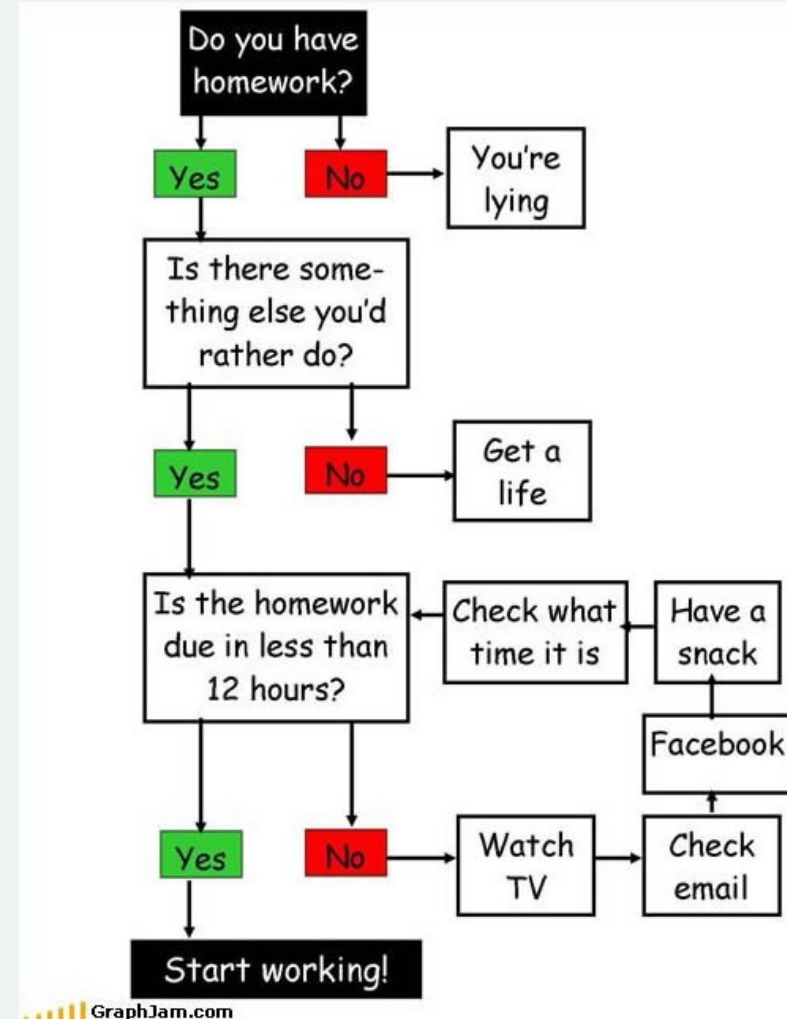 Do you have
homework?
Yes
No
You're
lying
Is there some-
thing else you'd
rather do?
Yes
No
Get a
life
Is the homework
due in less than
12 hours?
Check what
time it is
Have a
snack
Facebook
Yes
No
Watch
TV
Check
email
Start working!
GraphJam.com